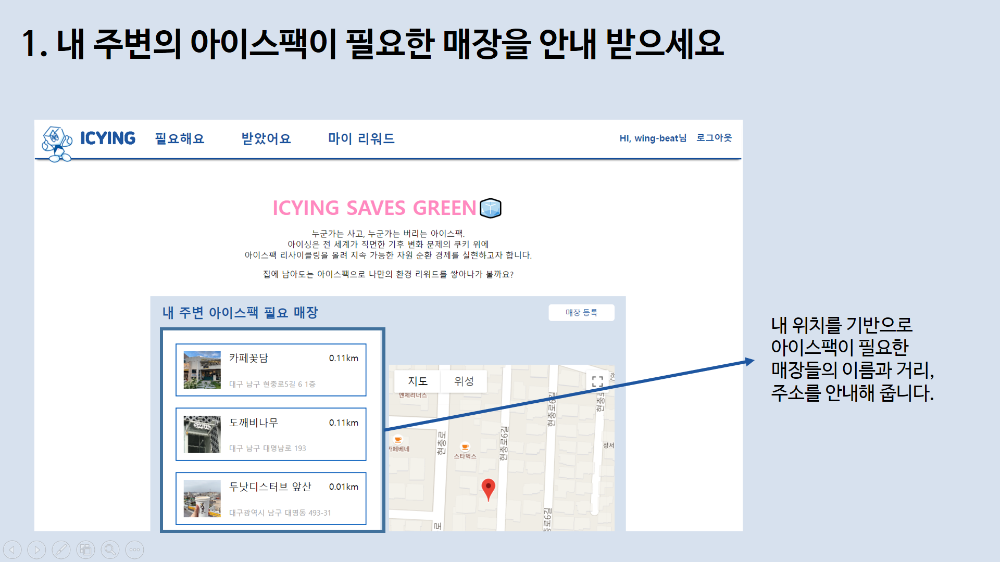 1. 내 주변의 아이스팩이 필요한 매장을 안내 받으세요
ICYING 필요해요 받았어요 마이 리워드 HI, wing-beat님 로그아웃
ICYING SAVES GREEN
누군가는 사고, 누군가는 버리는 아이스팩.
아이싱은 전 세계가 직면한 기후 변화 문제의 쿠키 위에
아이스팩 리사이클링을 올려 지속 가능한 자원 순환 경제를 실현하고자 합니다.
집에 남아도는 아이스팩으로 나만의 환경 리워드를 쌓아나가 볼까요?
내 주변 아이스팩 필요 매장
매장 등록
카페꽃담 0.11km
대구 남구 현충로5길 6 1층
도깨비나무 0.11km
대구 남구 대명남로 193
두낫디스터브 앞산 0.01km
대구광역시 남구 대명동 493-31
지도 위성
엔제리너스
카페베네
스타벅스
현충로
현충로6길
현충로6길
성서
내 위치를 기반으로
아이스팩이 필요한
매장들의 이름과 거리,
주소를 안내해 줍니다.